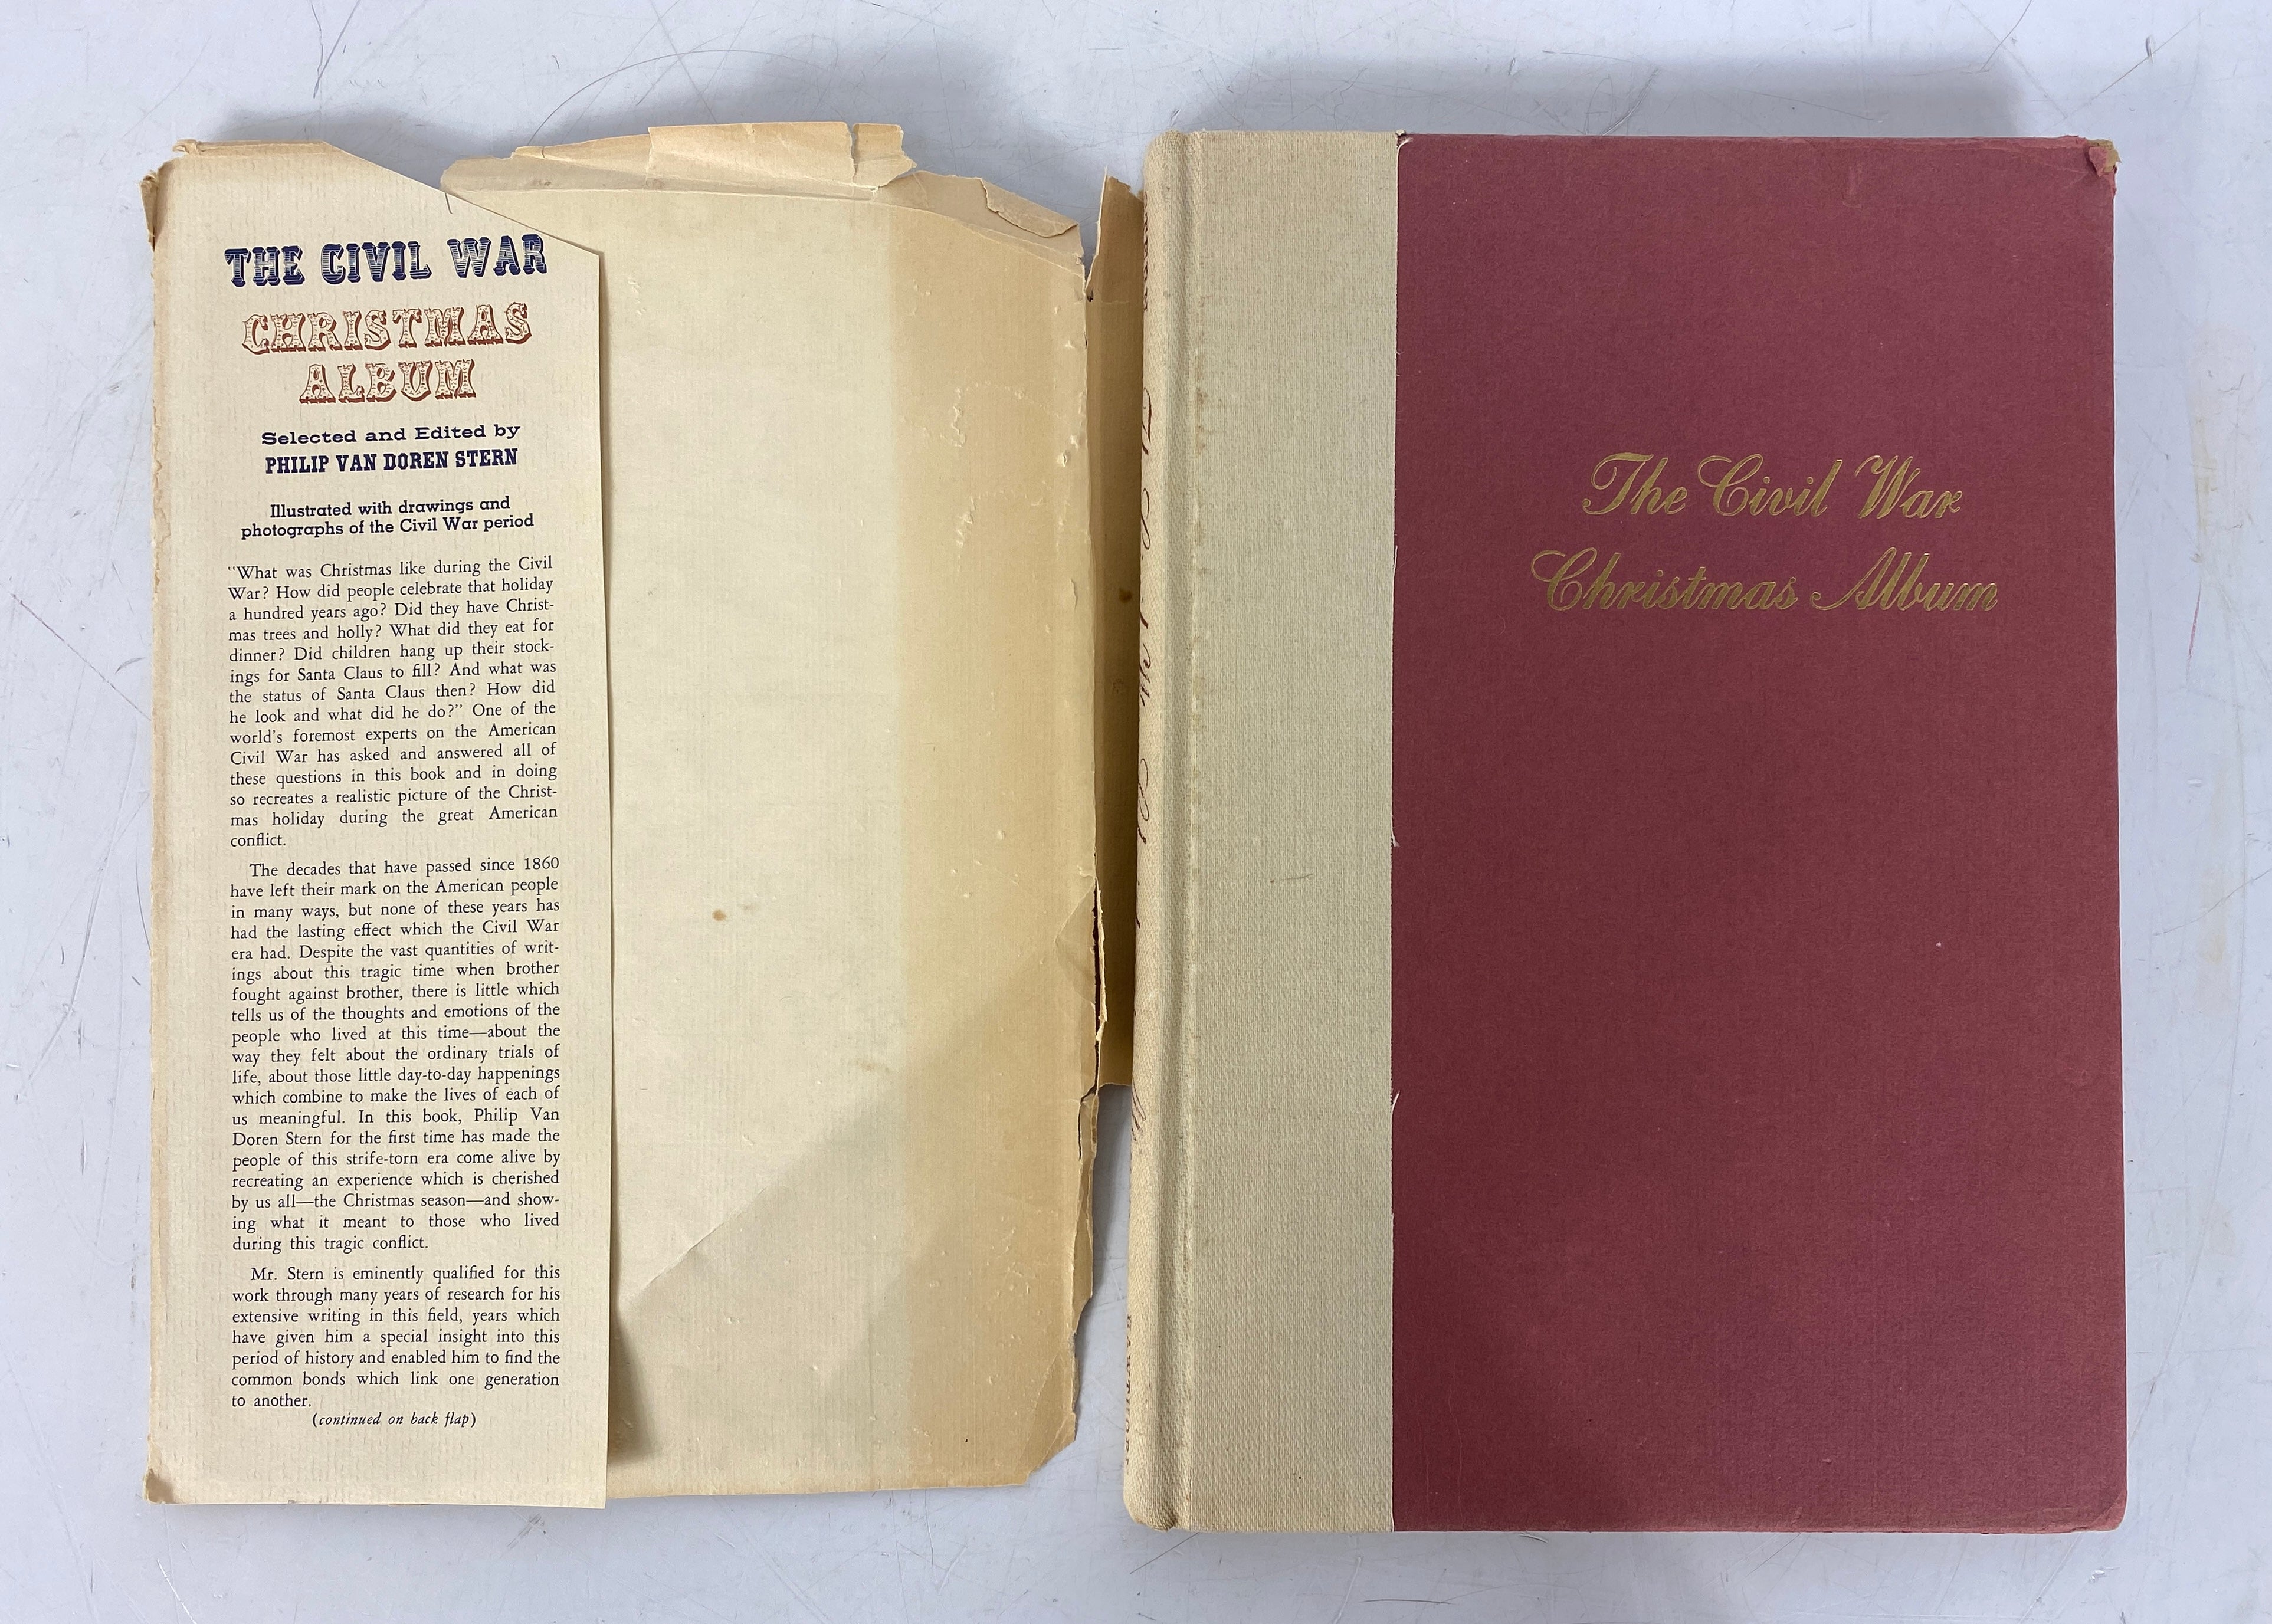 THE CIVIL WAR
CHRISTMAS
ALBUM
Selected and Edited by
PHILIP VAN DOREN STERN
Illustrated with drawings and
photographs of the Civil War period
"What was Christmas like during the Civil
War? How did people celebrate that holiday
a hundred years ago? Did they have Christ-
mas trees and holly? What did they eat for
dinner? Did children hang up their stock-
ings for Santa Claus to fill? And what was
the status of Santa Claus then? How did
he look and what did he do?" One of the
world's foremost experts on the American
Civil War has asked and answered all of
these questions in this book and in doing
so recreates a realistic picture of the Christ-
mas holiday during the great American
conflict.
The decades that have passed since 1860
have left their mark on the American people
in many ways, but none of these years has
had the lasting effect which the Civil War
era had. Despite the vast quantities of writ-
ings about this tragic time when brother
fought against brother, there is little which
tells us of the thoughts and emotions of the
people who lived at this time—about the
way they felt about the ordinary trials of
life, about those little day-to-day happenings
which combine to make the lives of each of
us meaningful. In this book, Philip Van
Doren Stern for the first time has made the
people of this strife-torn era come alive by
recreating an experience which is cherished
by us all—the Christmas season—and show-
ing what it meant to those who lived
during this tragic conflict.
Mr. Stern is eminently qualified for this
work through many years of research for his
extensive writing in this field, years which
have given him a special insight into this
period of history and enabled him to find the
common bonds which link one generation
to another.
(continued on back flap)
The Civil War
Christmas Album